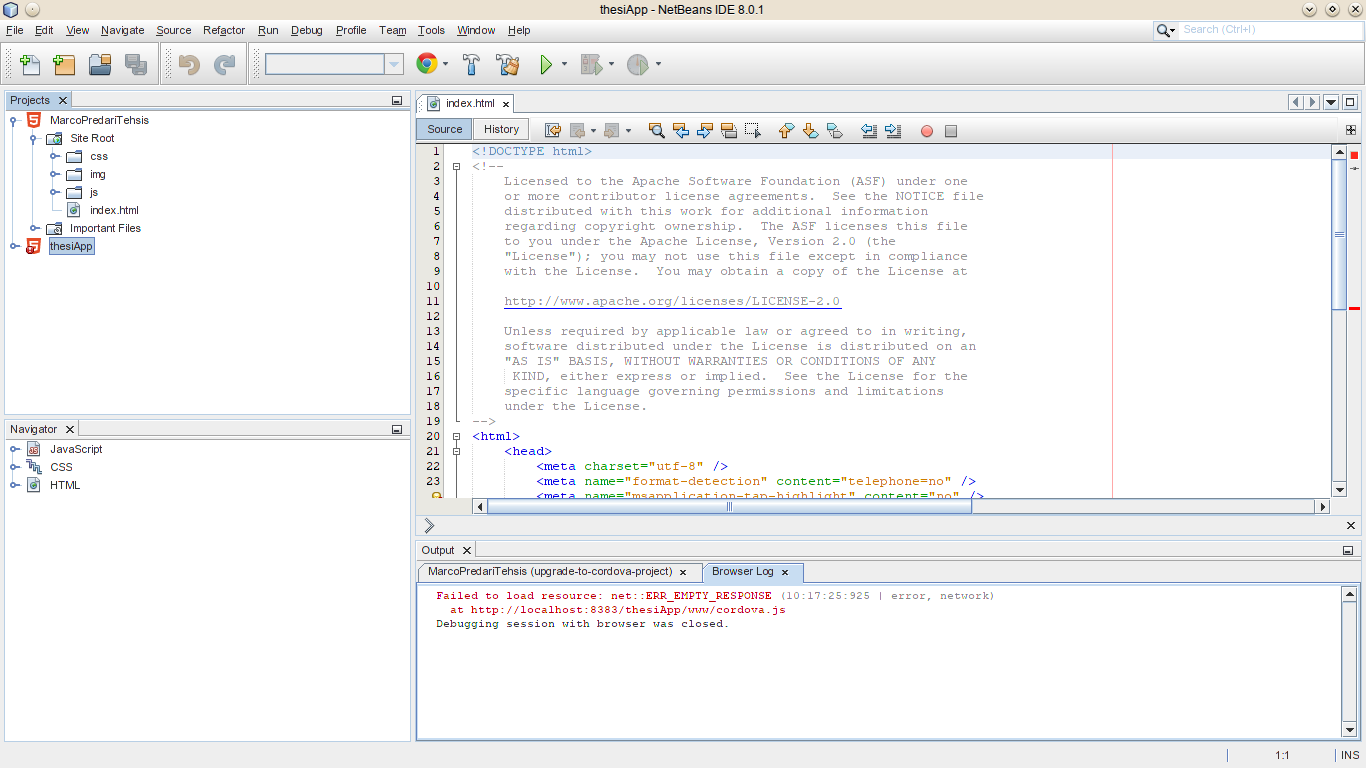 thesiApp - NetBeans IDE 8.0.1
File Edit View Navigate Source Refactor Run Debug Profile Team Tools Window Help
Search (Ctrl+I)
Projects
MarcoPredariTehsis
Site Root
css
img
js
index.html
Important Files
thesiApp
Navigator
JavaScript
CSS
HTML
index.html
Source History
1 <!DOCTYPE html>
2 <!--
3 Licensed to the Apache Software Foundation (ASF) under one
4 or more contributor license agreements.  See the NOTICE file
5 distributed with this work for additional information
6 regarding copyright ownership.  The ASF licenses this file
7 to you under the Apache License, Version 2.0 (the
8 "License"); you may not use this file except in compliance
9 with the License.  You may obtain a copy of the License at
10
11 http://www.apache.org/licenses/LICENSE-2.0
12
13 Unless required by applicable law or agreed to in writing,
14 software distributed under the License is distributed on an
15 "AS IS" BASIS, WITHOUT WARRANTIES OR CONDITIONS OF ANY
16 KIND, either express or implied.  See the License for the
17 specific language governing permissions and limitations
18 under the License.
19 -->
20 <html>
21 <head>
22 <meta charset="utf-8" />
23 <meta name="format-detection" content="telephone=no" />
<meta name="msapplication-tap-highlight" content="no" />
Output
MarcoPredariTehsis (upgrade-to-cordova-project) Browser Log
Failed to load resource: net::ERR_EMPTY_RESPONSE (10:17:25:925 | error, network)
at http://localhost:8383/thesiApp/www/cordova.js
Debugging session with browser was closed.
1:1 INS